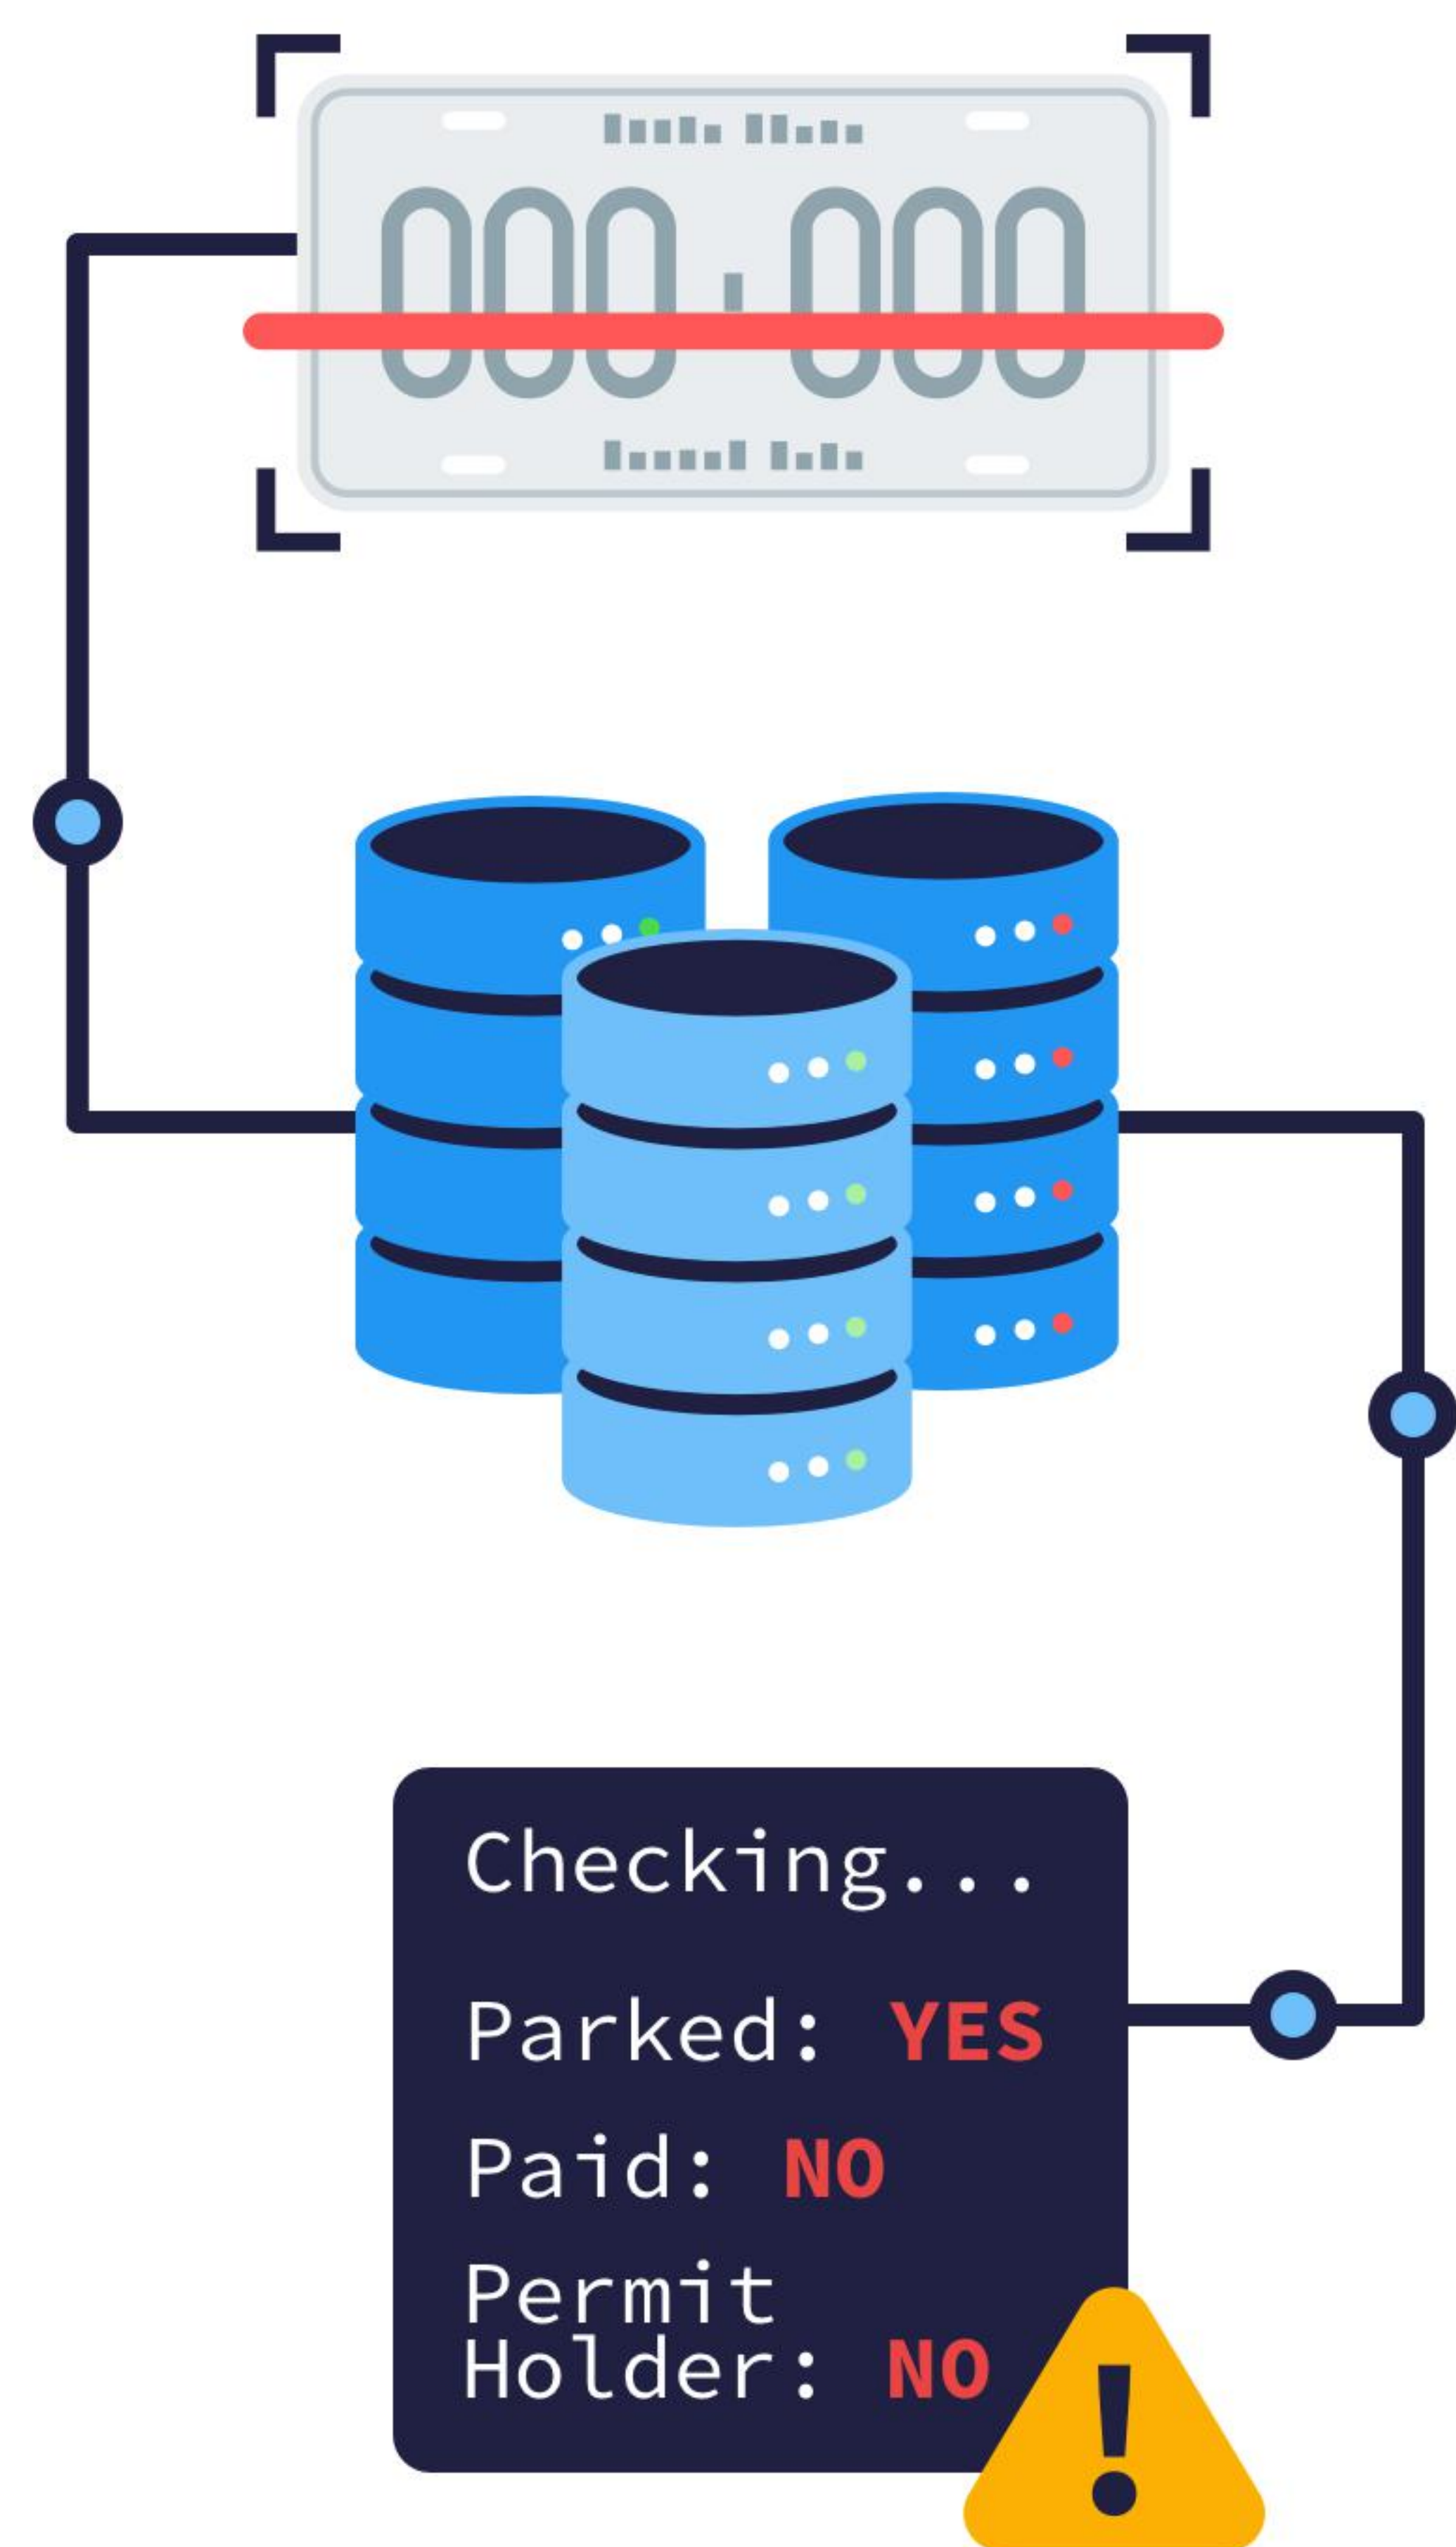 000 000
Checking...
Parked: YES
Paid: NO
Permit
Holder: NO
!